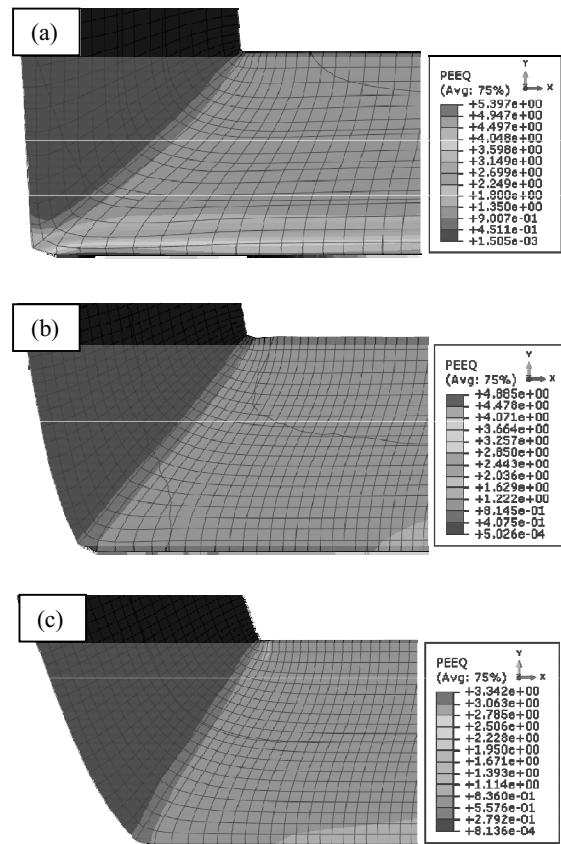 (a)
PEEQ
(Avg: 75%)
Y
X
+5.397e+00
+4.947e+00
+4.497e+00
+4.048e+00
+3.598e+00
+3.149e+00
+2.699e+00
+2.249e+00
+1.800e+00
+1.350e+00
+9.007e-01
+4.511e-01
+1.505e-03
(b)
PEEQ
(Avg: 75%)
Y
X
+4.885e+00
+4.478e+00
+4.071e+00
+3.664e+00
+3.257e+00
+2.850e+00
+2.443e+00
+2.036e+00
+1.629e+00
+1.222e+00
+8.145e-01
+4.075e-01
+5.026e-04
(c)
PEEQ
(Avg: 75%)
Y
X
+3.342e+00
+3.063e+00
+2.785e+00
+2.506e+00
+2.228e+00
+1.950e+00
+1.671e+00
+1.393e+00
+1.114e+00
+8.360e-01
+5.576e-01
+2.792e-01
+8.136e-04